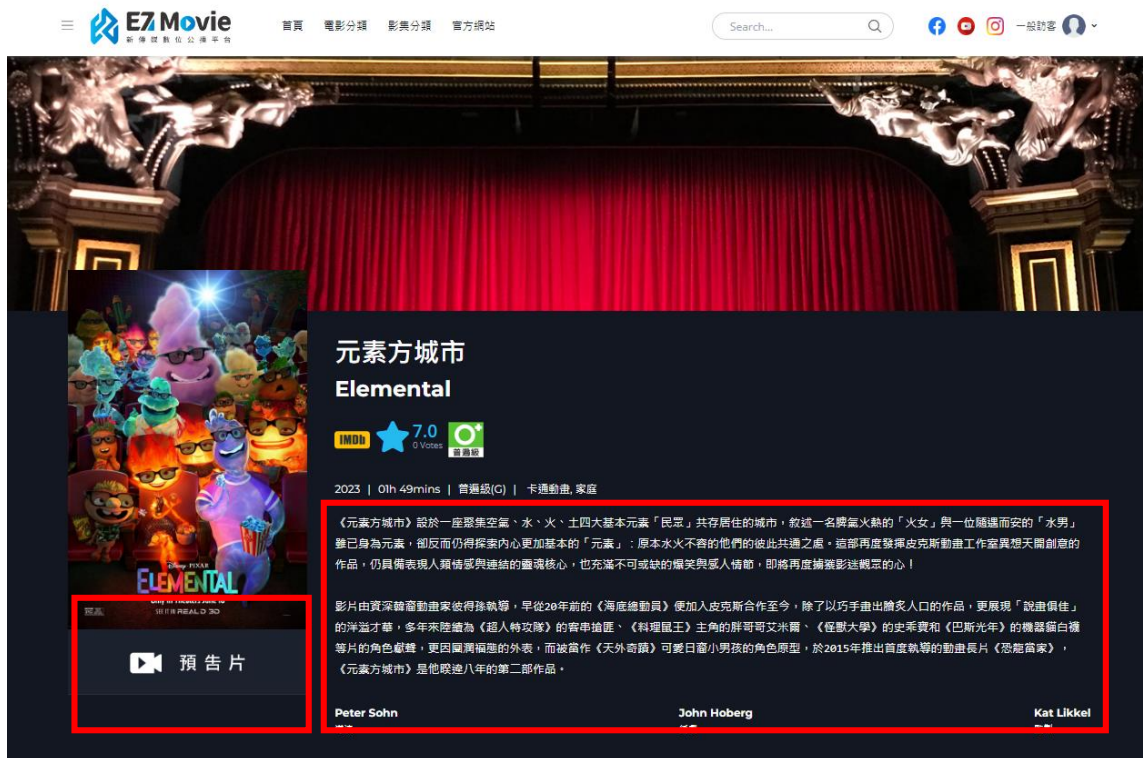 EZ Movie
新傳媒數位公播平台
首頁 電影分類 影集分類 官方網站
Search...
一般訪客
元素方城市
Elemental
IMDb 7.0
0 Votes
普遍級
2023 | 01h 49mins | 普遍級(G) | 卡通動畫, 家庭
《元素方城市》設於一座聚集空氣、水、火、土四大基本元素「民眾」共存居住的城市，敘述一名脾氣火熱的「火女」與一位隨遇而安的「水男」
雖已身為元素，卻反而仍得探索內心更加基本的「元素」：原本水火不容的他們的彼此共通之處。這部再度發揮皮克斯動畫工作室異想天開創意的
作品，仍具備表現人類情感與連結的靈魂核心，也充滿不可或缺的爆笑與感人情節，即將再度擄獲影迷觀眾的心！
影片由資深韓裔動畫家彼得孫執導，早從20年前的《海底總動員》便加入皮克斯合作至今，除了以巧手畫出膾炙人口的作品，更展現「說畫俱佳」
的洋溢才華，多年來陸續為《超人特攻隊》的客串搶匪、《料理鼠王》主角的胖哥哥艾米爾、《怪獸大學》的史乖寶和《巴斯光年》的機器貓白襪
等片的角色獻聲，更因圓潤福態的外表，而被當作《天外奇蹟》可愛日裔小男孩的角色原型，於2015年推出首度執導的動畫長片《恐龍當家》，
《元素方城市》是他睽違八年的第二部作品。
Disney PIXAR
ELEMENTAL
SEE IT IN REAL D 3D
預告片
Peter Sohn John Hoberg Kat Likkel